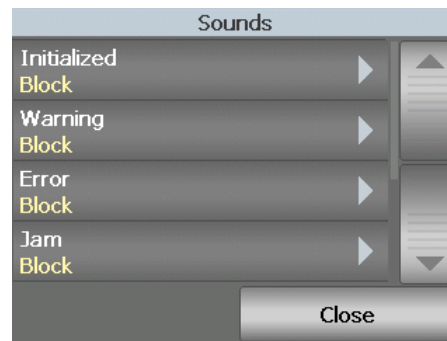 Sounds
Initialized
Block
Warning
Block
Error
Block
Jam
Block
Close